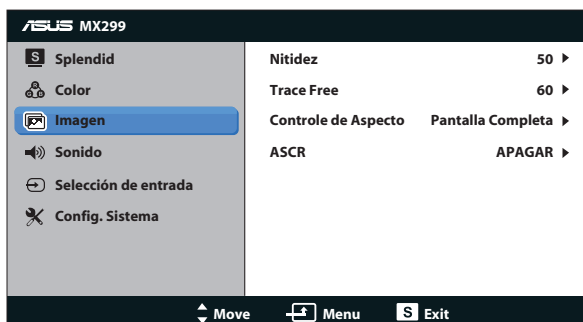 ASUS MX299
S Splendid
Color
Imagen
Sonido
Selección de entrada
Config. Sistema
Nitidez 50
Trace Free 60
Controle de Aspecto Pantalla Completa
ASCR APAGAR
Move Menu S Exit